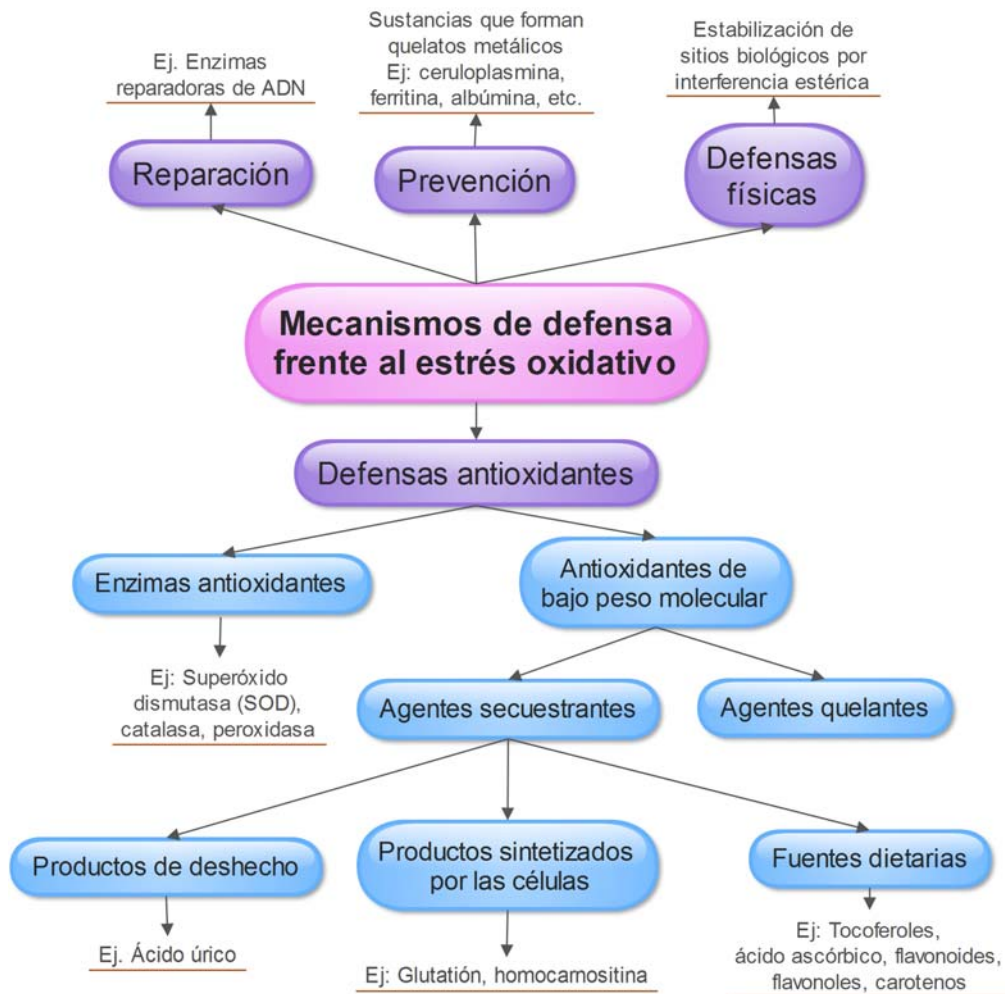 Ej. Enzimas
reparadoras de ADN
Sustancias que forman
quelatos metálicos
Ej: ceruloplasmina,
ferritina, albúmina, etc.
Estabilización de
sitios biológicos por
interferencia estérica
Reparación
Prevención
Defensas
físicas
Mecanismos de defensa
frente al estrés oxidativo
Defensas antioxidantes
Enzimas antioxidantes
Antioxidantes de
bajo peso molecular
Ej: Superóxido
dismutasa (SOD),
catalasa, peroxidasa
Agentes secuestrantes
Agentes quelantes
Productos de deshecho
Productos sintetizados
por las células
Fuentes dietarias
Ej. Ácido úrico
Ej: Glutatión, homocarnositina
Ej: Tocoferoles,
ácido ascórbico, flavonoides,
flavonoles, carotenos